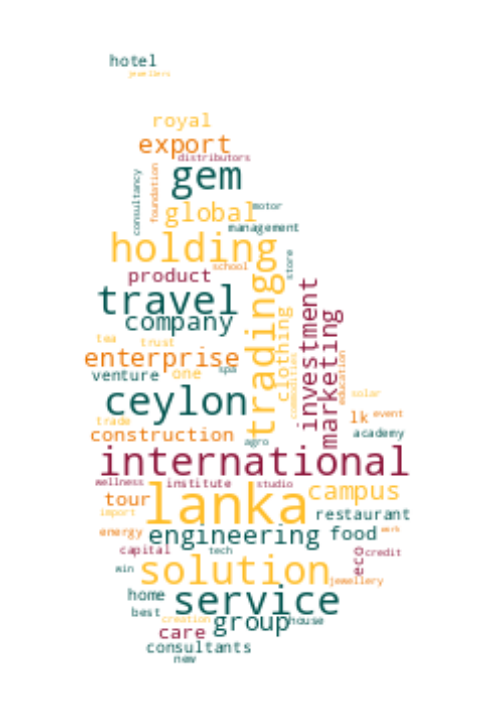 hotel
jewellers
royal
export
distributors
gem
consultancy
foundation
global
motor
management
holding
school
store
product
trading
travel
clothing
investment
company
marketing
tea
trust
enterprise
commodities
education
venture
one
spa
ceylon
solar
trade
lk
event
construction
agro
academy
international
wellness
institute
studio
lanka
campus
tour
import
restaurant
energy
engineering
food
work
capital
tech
eco
credit
win
solution
jewellery
home
service
best
creation
group
house
care
consultants
new